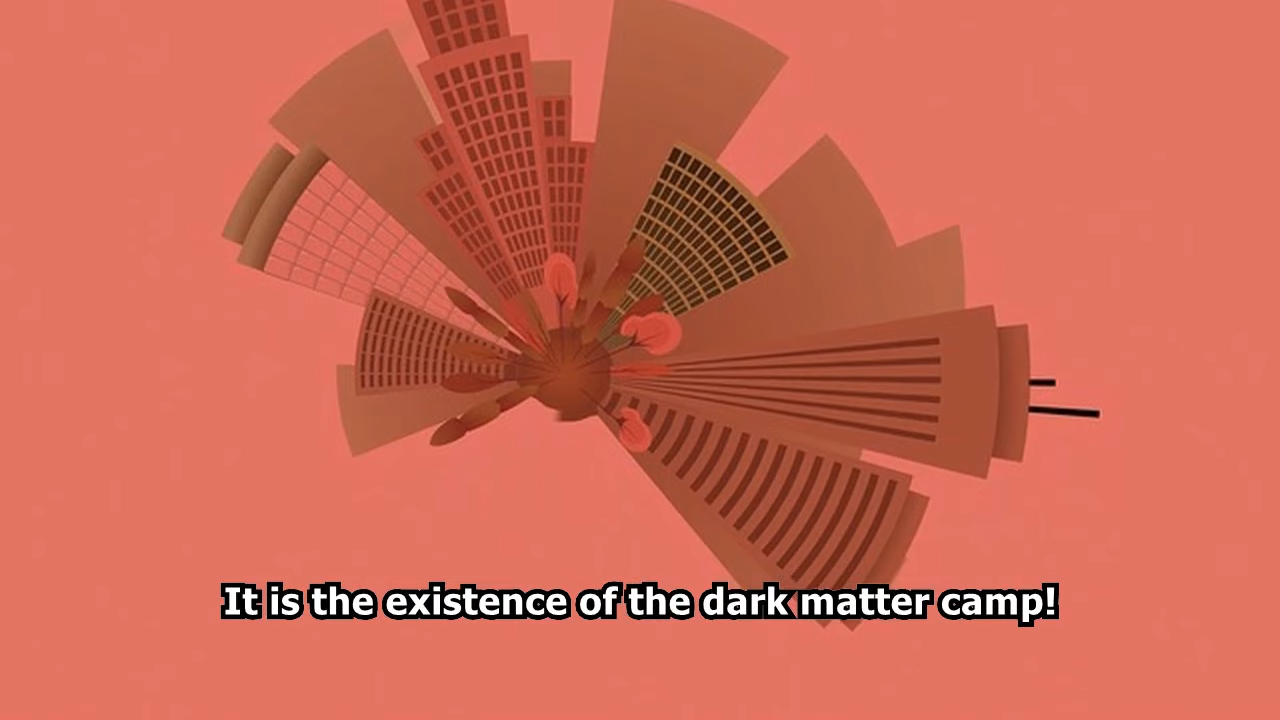 It is the existence of the dark matter camp!